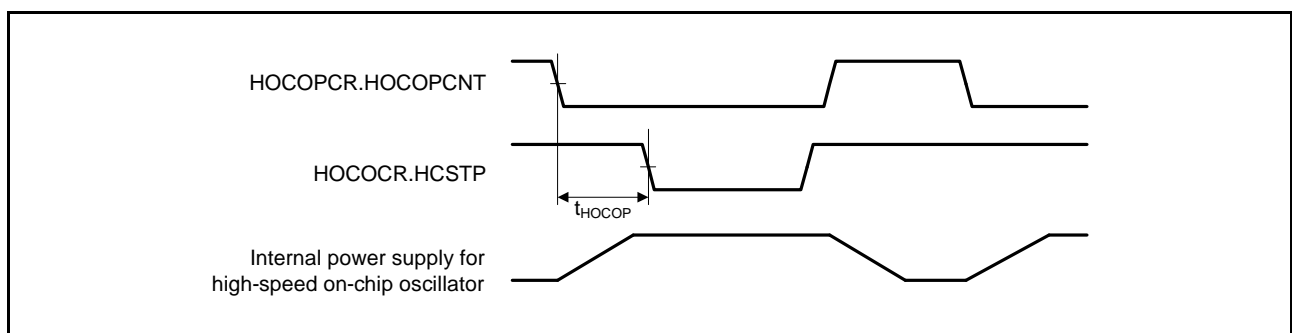 HOCOPCR.HOCOPCNT
HOCOCR.HCSTP
tHOCOP
Internal power supply for
high-speed on-chip oscillator